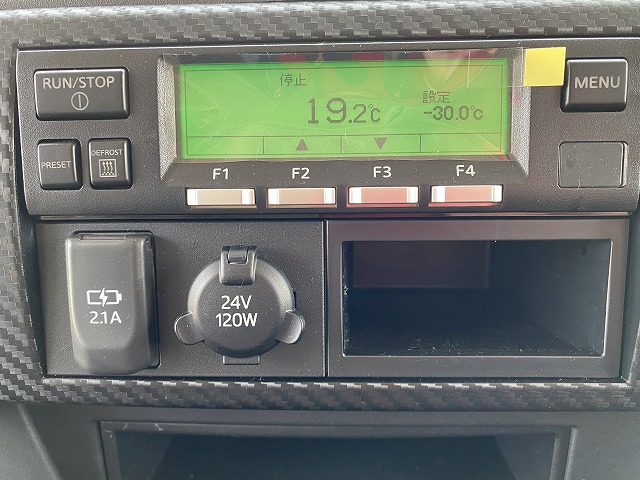 RUN/STOP
停止
19.2℃
設定
-30.0℃
▲ ▼
MENU
PRESET
DEFROST
F1 F2 F3 F4
2.1A
24V
120W